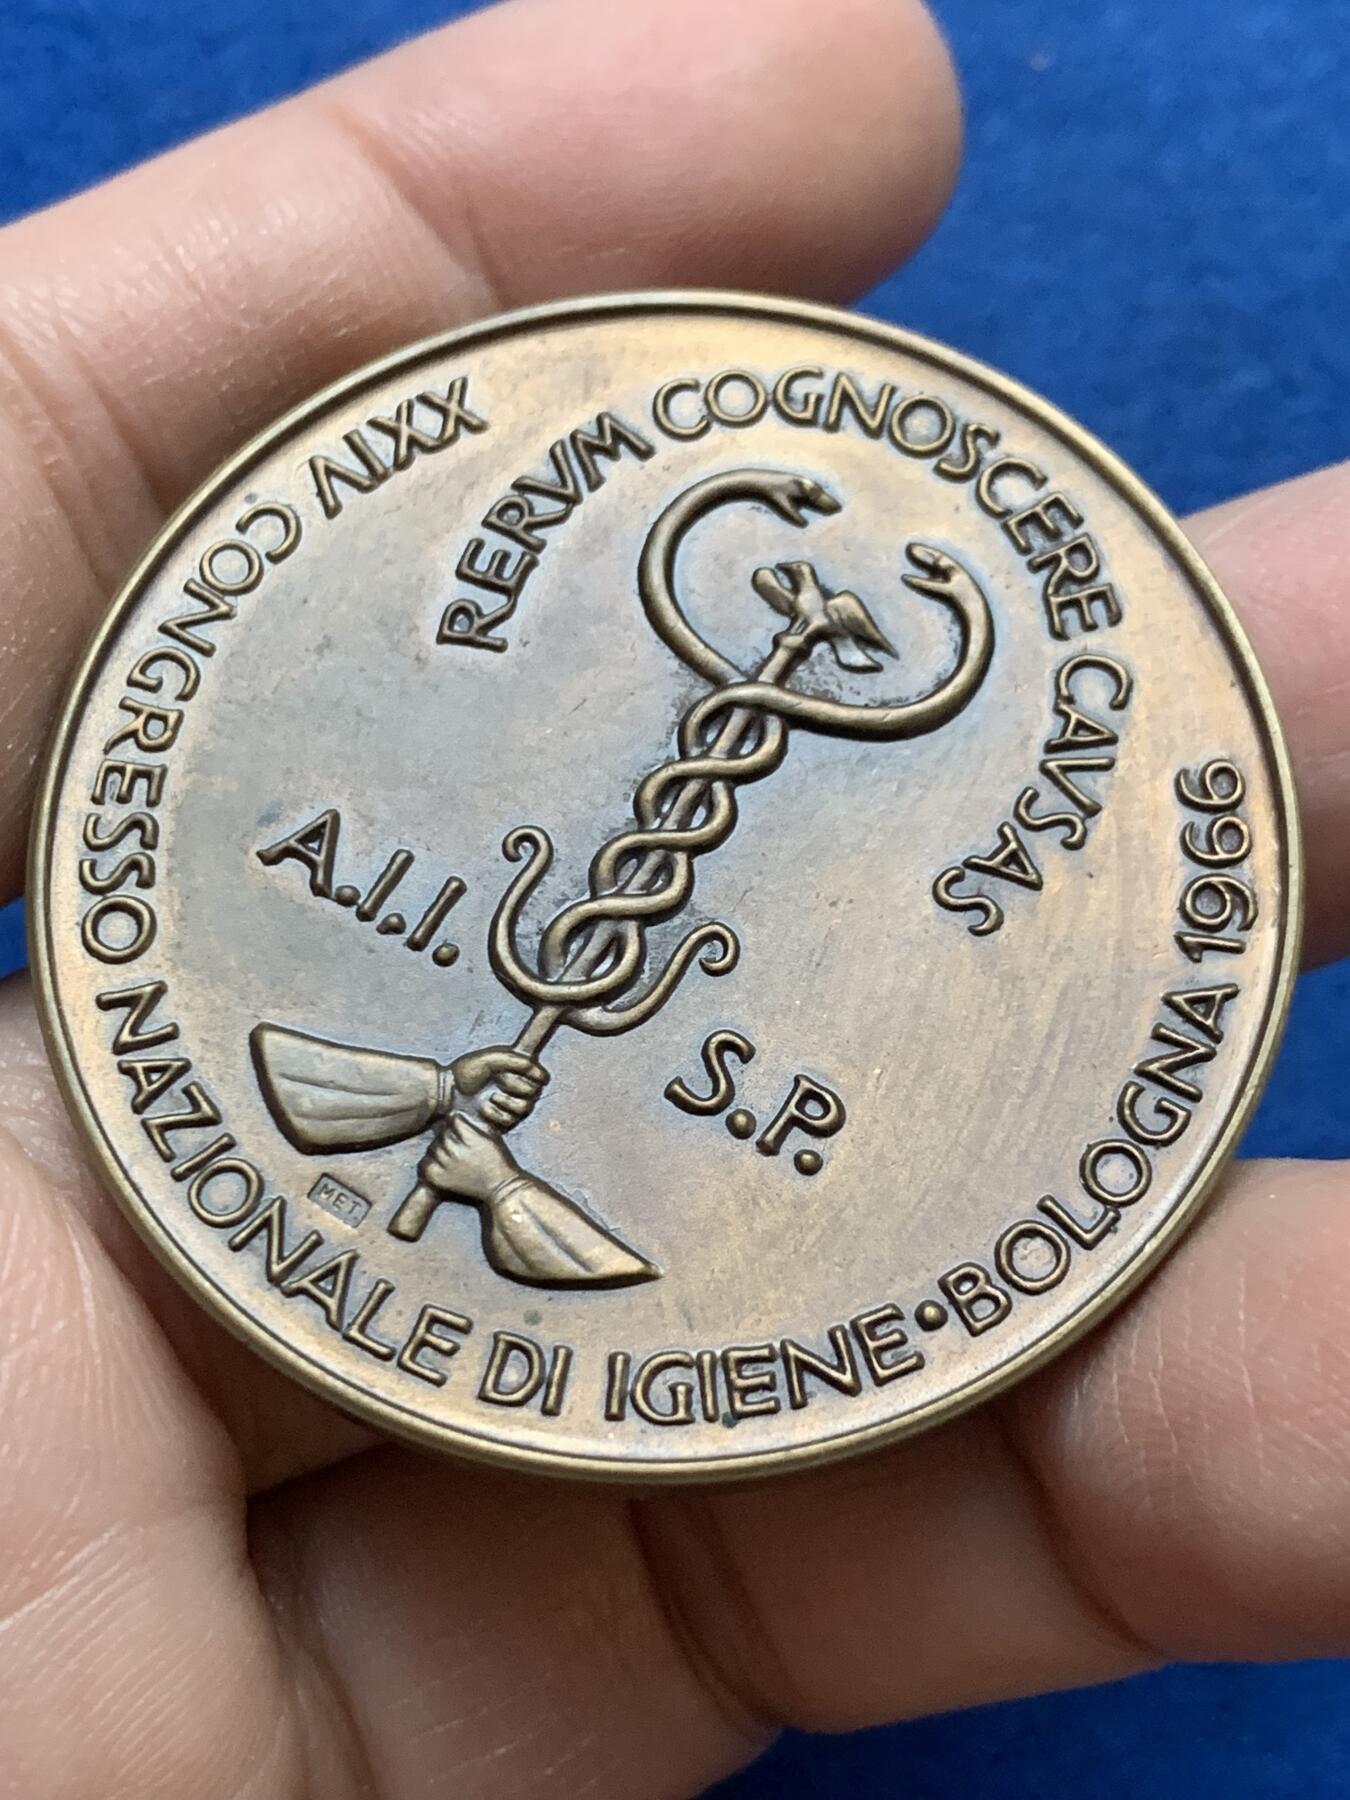 RERVM COGNOSCERE CAVSAS
A.I.I.
S.P.
MET.
XXIV CONGRESSO NAZIONALE DI IGIENE • BOLOGNA 1966